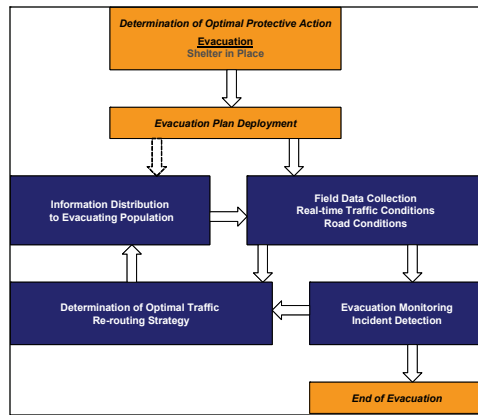 Determination of Optimal Protective Action
Evacuation
Shelter in Place
Evacuation Plan Deployment
Information Distribution
to Evacuating Population
Field Data Collection
Real-time Traffic Conditions
Road Conditions
Determination of Optimal Traffic
Re-routing Strategy
Evacuation Monitoring
Incident Detection
End of Evacuation